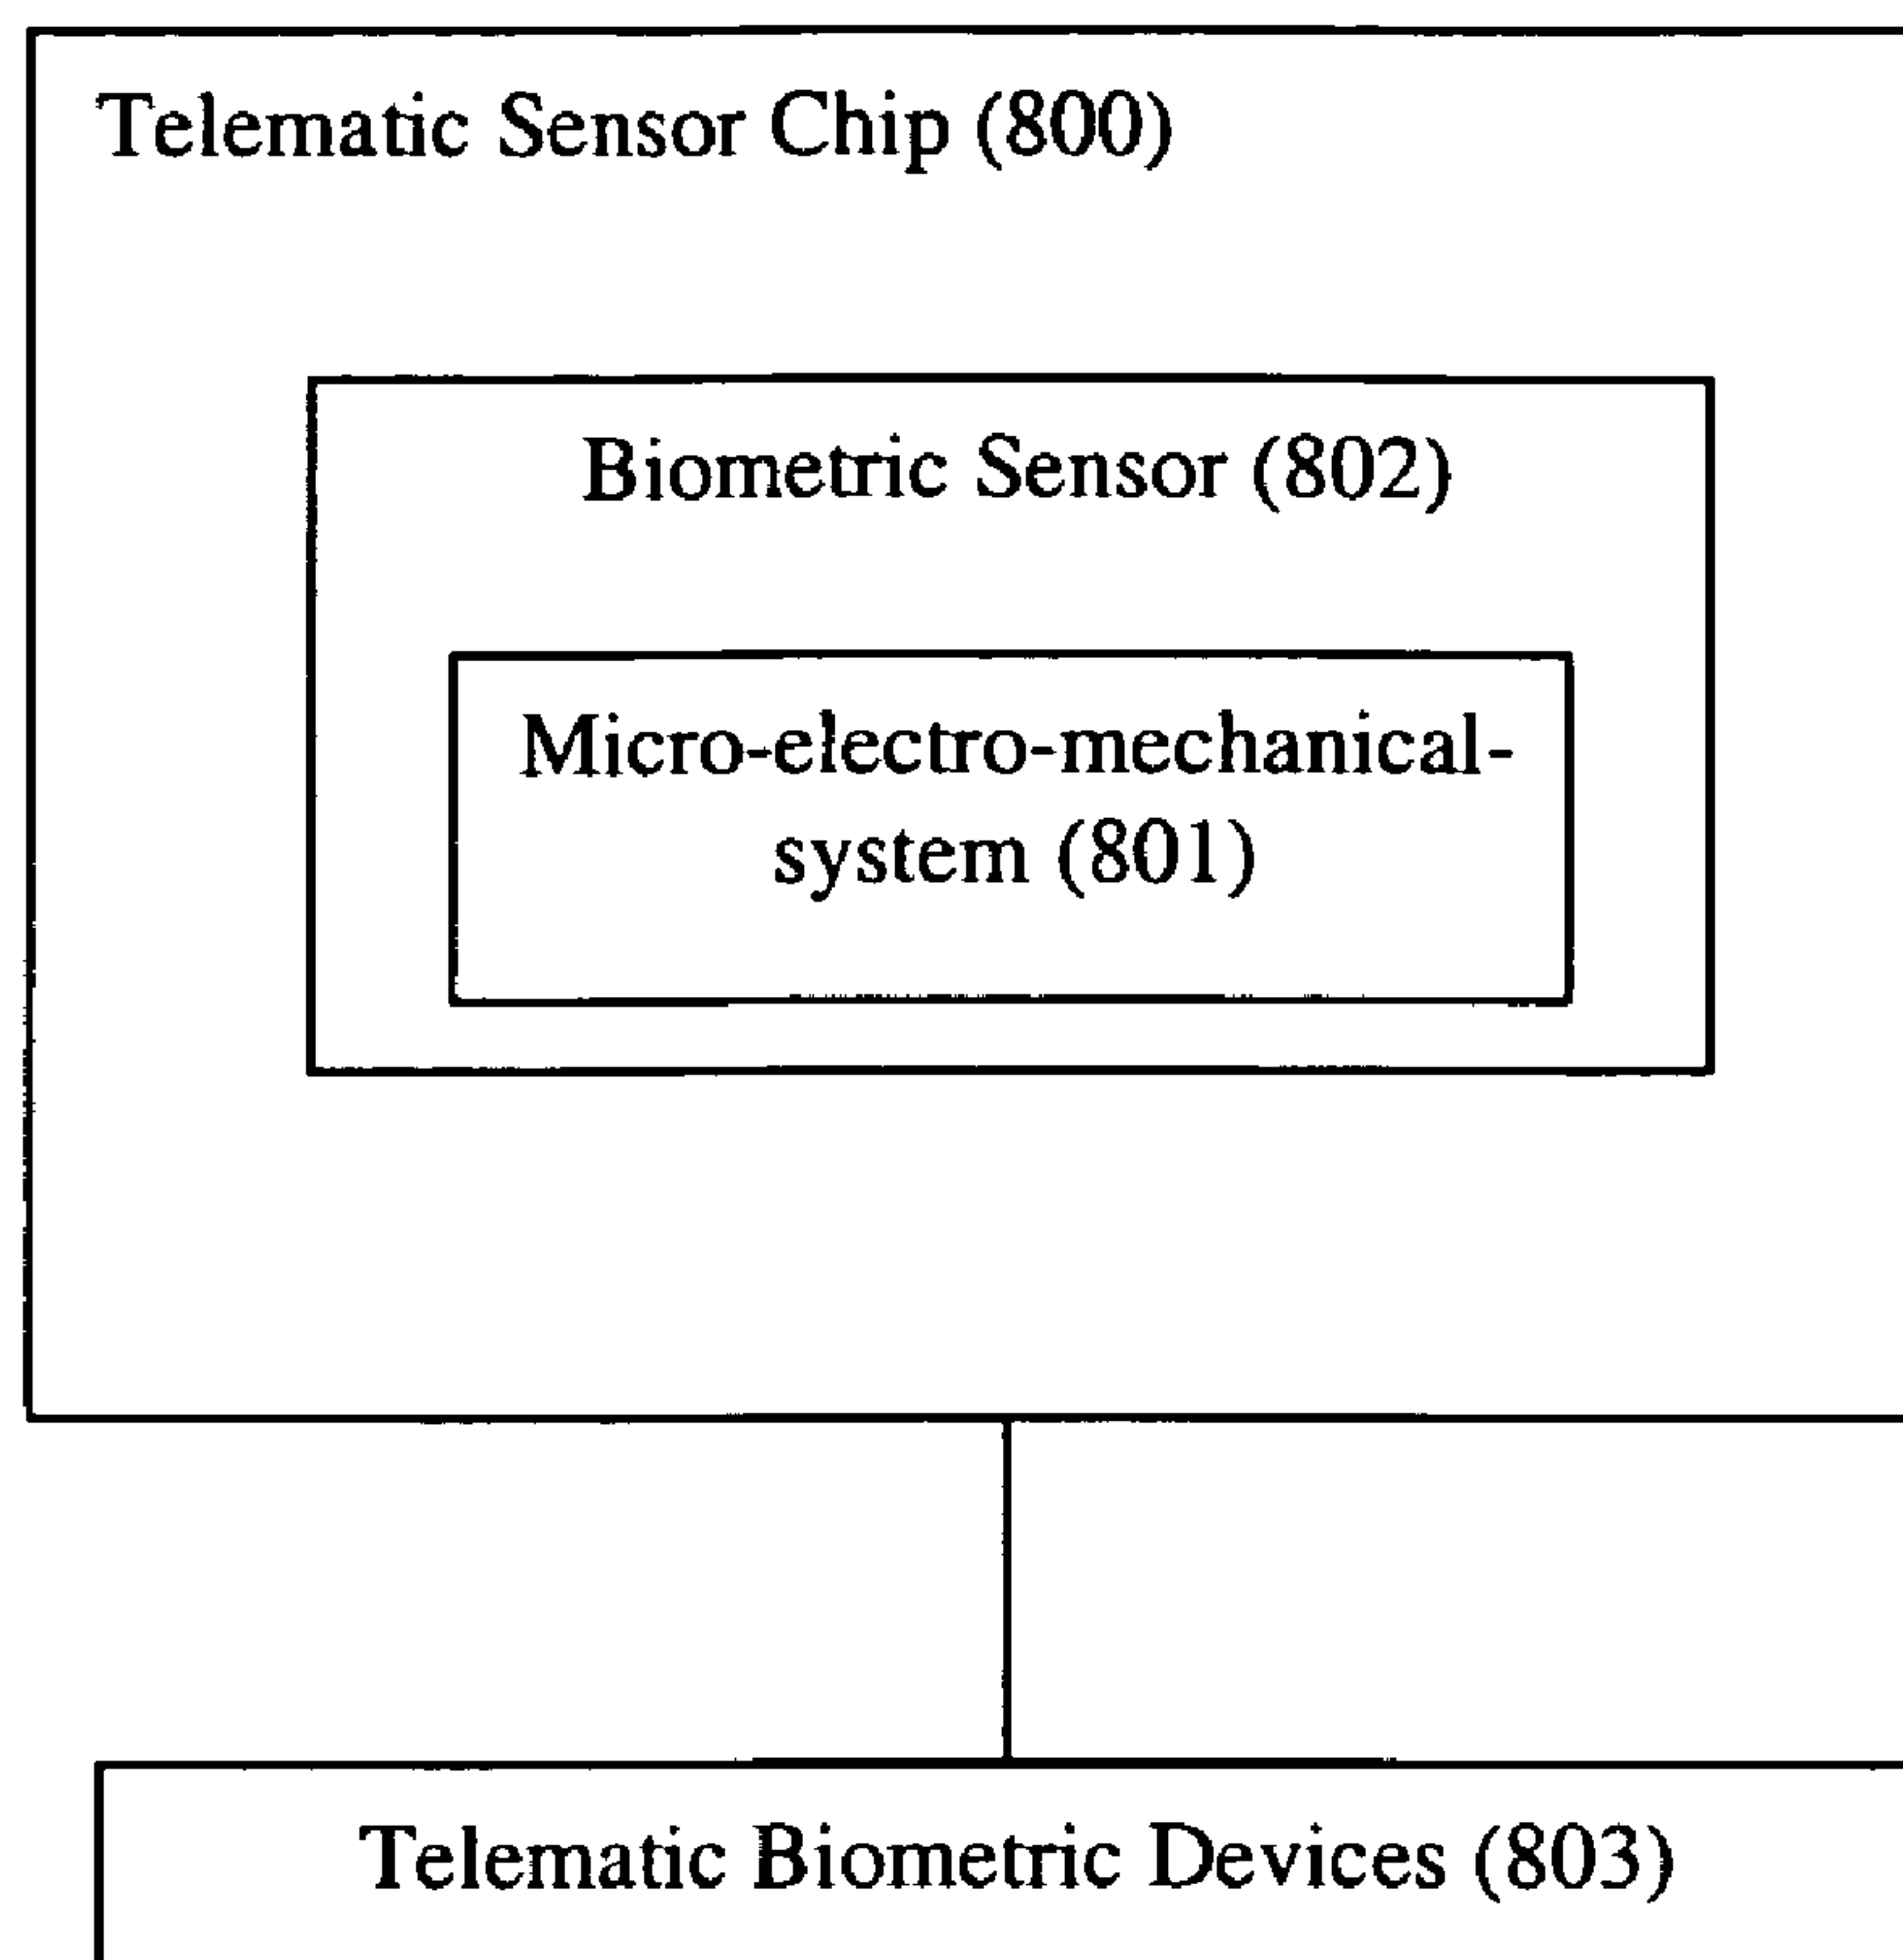 Telematic Sensor Chip (800)
Biometric Sensor (802)
Micro-electro-mechanical-
system (801)
Telematic Biometric Devices (803)